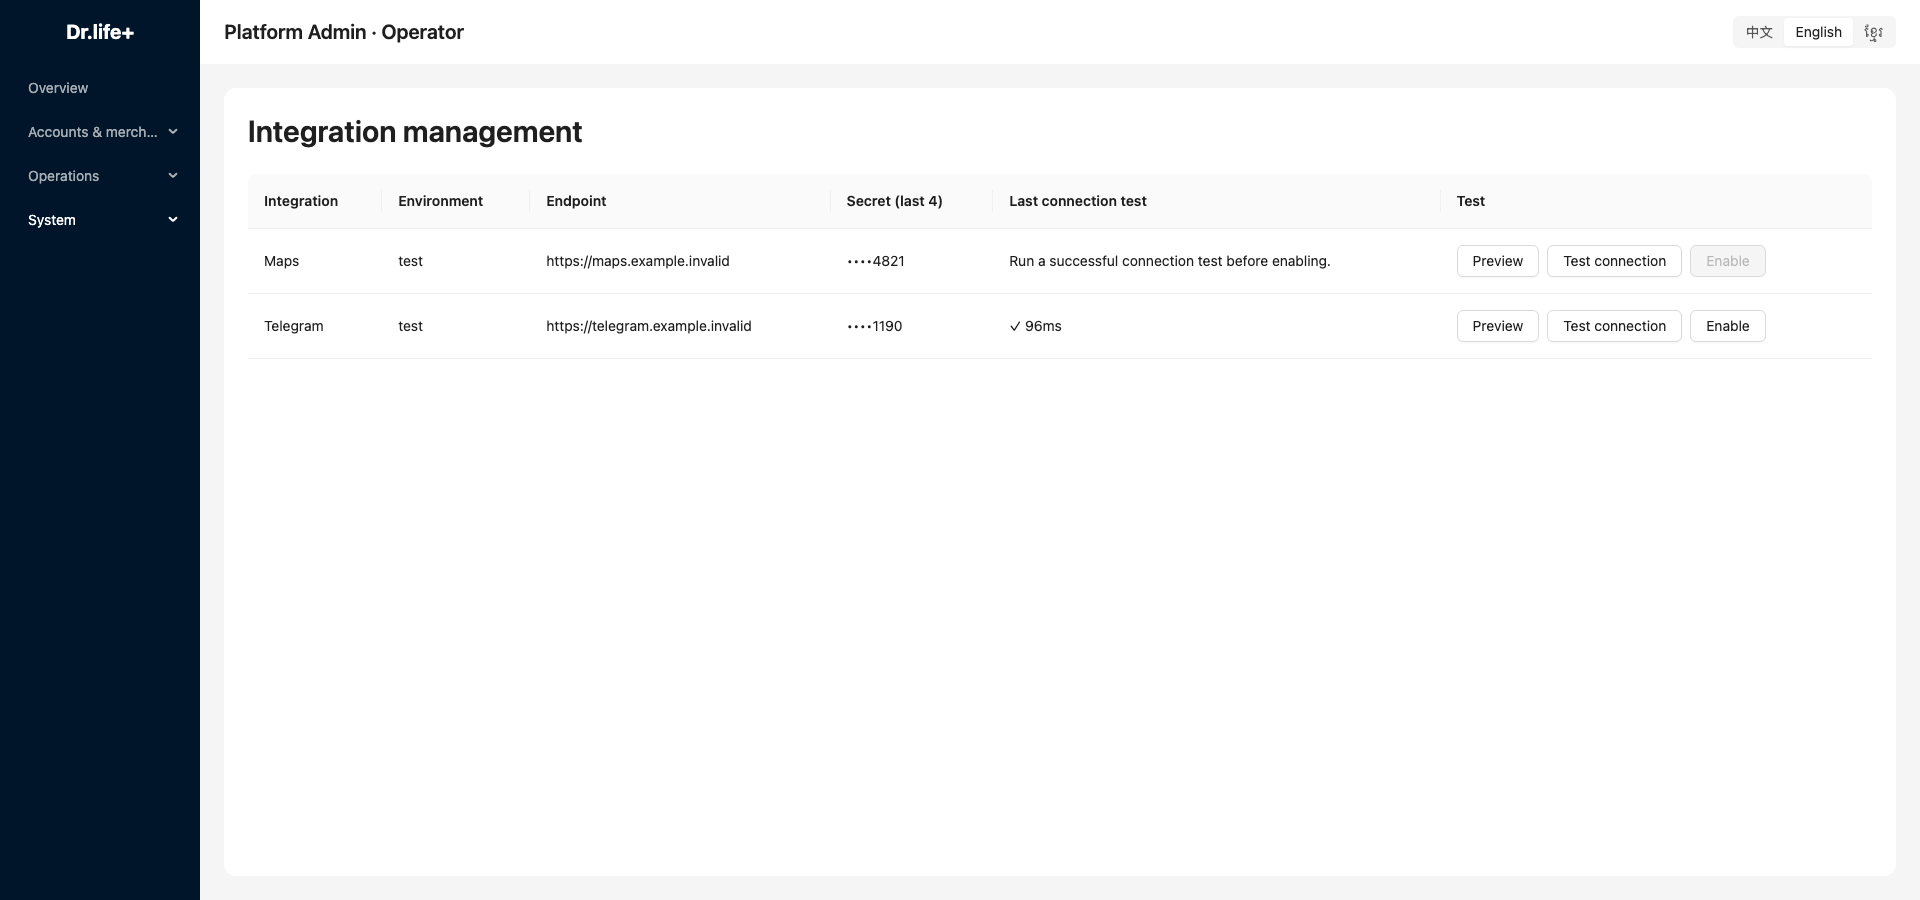 Dr.life+
Platform Admin · Operator
中文 English ខ្មែរ
Overview
Accounts & merch...
Operations
System
Integration management
Integration Environment Endpoint Secret (last 4) Last connection test Test
Maps test https://maps.example.invalid ••••4821 Run a successful connection test before enabling. Preview Test connection Enable
Telegram test https://telegram.example.invalid ••••1190 ✓ 96ms Preview Test connection Enable